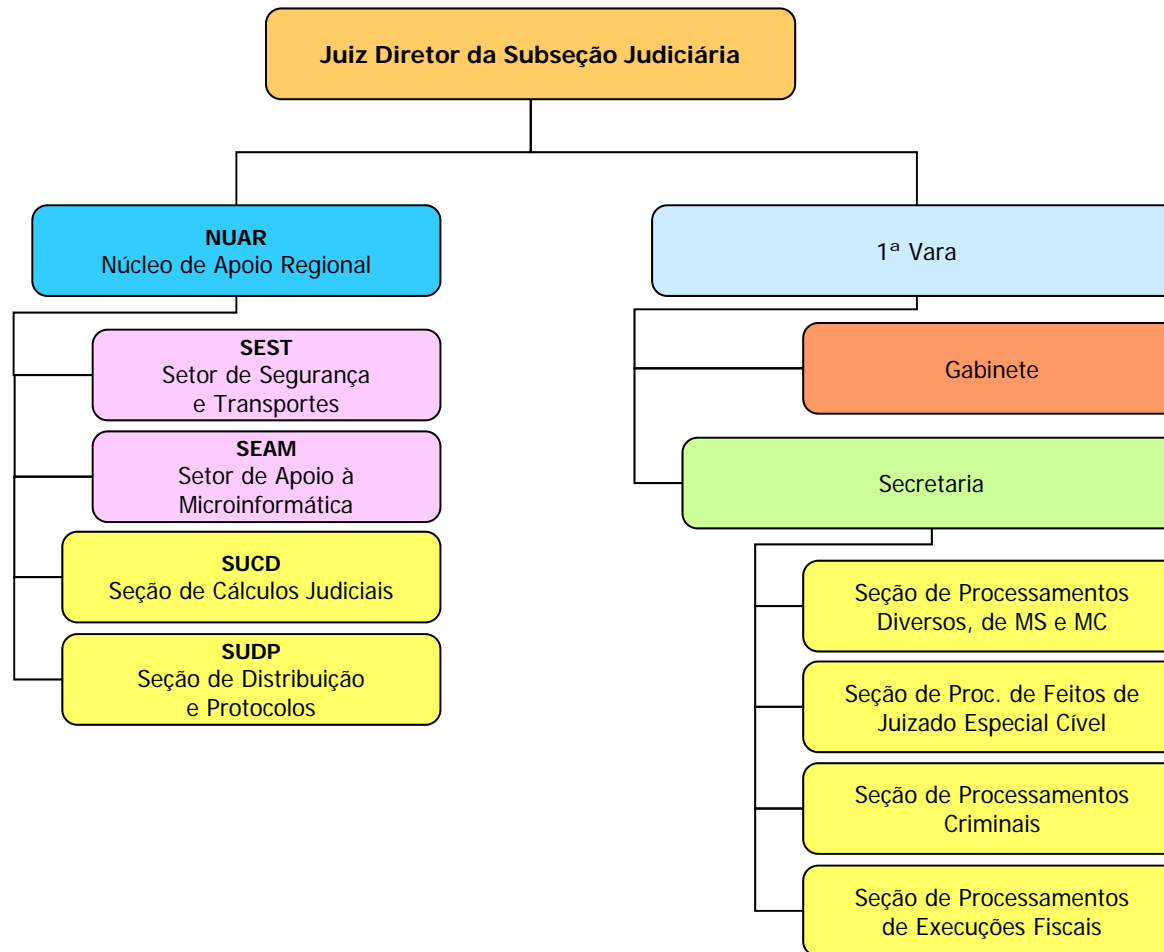 Juiz Diretor da Subseção Judiciária
NUAR
Núcleo de Apoio Regional
SEST
Setor de Segurança
e Transportes
SEAM
Setor de Apoio à
Microinformática
SUCD
Seção de Cálculos Judiciais
SUDP
Seção de Distribuição
e Protocolos
1ª Vara
Gabinete
Secretaria
Seção de Processamentos
Diversos, de MS e MC
Seção de Proc. de Feitos de
Juizado Especial Cível
Seção de Processamentos
Criminais
Seção de Processamentos
de Execuções Fiscais